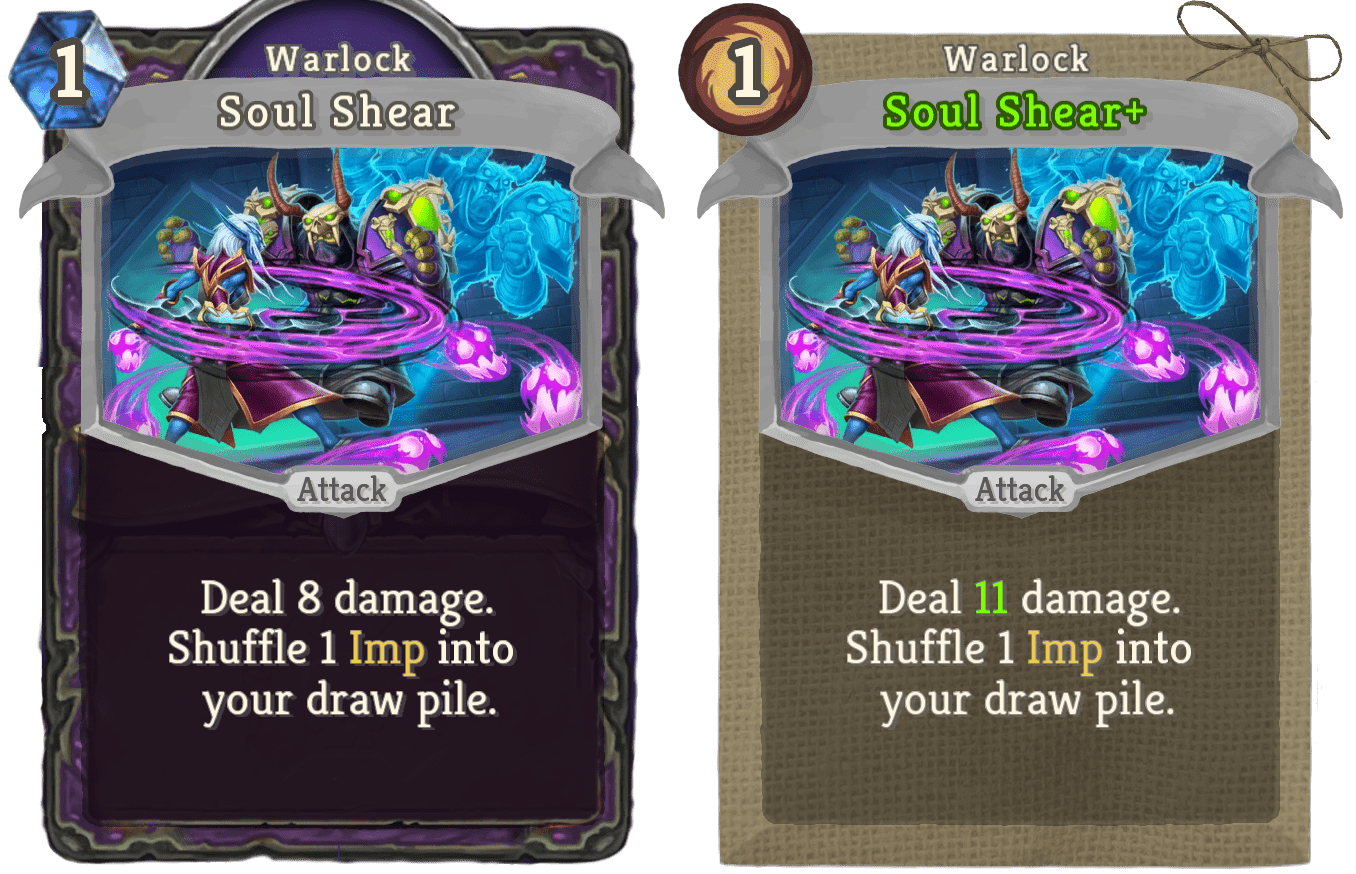 1
Warlock
Soul Shear
Attack
Deal 8 damage.
Shuffle 1 Imp into
your draw pile.
1
Warlock
Soul Shear+
Attack
Deal 11 damage.
Shuffle 1 Imp into
your draw pile.